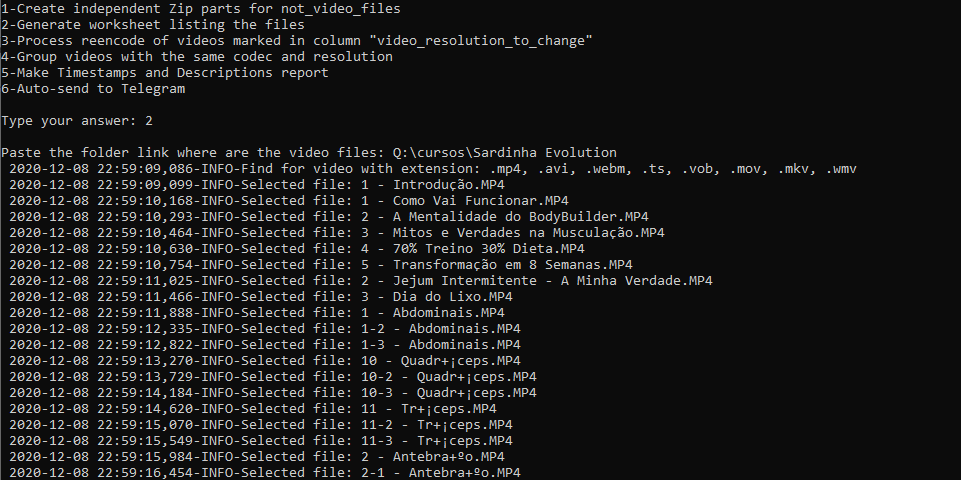 1-Create independent Zip parts for not_video_files
2-Generate worksheet listing the files
3-Process reencode of videos marked in column "video_resolution_to_change"
4-Group videos with the same codec and resolution
5-Make Timestamps and Descriptions report
6-Auto-send to Telegram
Type your answer: 2
Paste the folder link where are the video files: Q:\cursos\Sardinha Evolution
2020-12-08 22:59:09,086-INFO-Find for video with extension: .mp4, .avi, .webm, .ts, .vob, .mov, .mkv, .wmv
2020-12-08 22:59:09,099-INFO-Selected file: 1 - Introdução.MP4
2020-12-08 22:59:10,168-INFO-Selected file: 1 - Como Vai Funcionar.MP4
2020-12-08 22:59:10,293-INFO-Selected file: 2 - A Mentalidade do BodyBuilder.MP4
2020-12-08 22:59:10,464-INFO-Selected file: 3 - Mitos e Verdades na Musculação.MP4
2020-12-08 22:59:10,630-INFO-Selected file: 4 - 70% Treino 30% Dieta.MP4
2020-12-08 22:59:10,754-INFO-Selected file: 5 - Transformação em 8 Semanas.MP4
2020-12-08 22:59:11,025-INFO-Selected file: 2 - Jejum Intermitente - A Minha Verdade.MP4
2020-12-08 22:59:11,466-INFO-Selected file: 3 - Dia do Lixo.MP4
2020-12-08 22:59:11,888-INFO-Selected file: 1 - Abdominais.MP4
2020-12-08 22:59:12,335-INFO-Selected file: 1-2 - Abdominais.MP4
2020-12-08 22:59:12,822-INFO-Selected file: 1-3 - Abdominais.MP4
2020-12-08 22:59:13,270-INFO-Selected file: 10 - Quadr+¡ceps.MP4
2020-12-08 22:59:13,729-INFO-Selected file: 10-2 - Quadr+¡ceps.MP4
2020-12-08 22:59:14,184-INFO-Selected file: 10-3 - Quadr+¡ceps.MP4
2020-12-08 22:59:14,620-INFO-Selected file: 11 - Tr+¡ceps.MP4
2020-12-08 22:59:15,070-INFO-Selected file: 11-2 - Tr+¡ceps.MP4
2020-12-08 22:59:15,549-INFO-Selected file: 11-3 - Tr+¡ceps.MP4
2020-12-08 22:59:15,984-INFO-Selected file: 2 - Antebra+ºo.MP4
2020-12-08 22:59:16,454-INFO-Selected file: 2-1 - Antebra+ºo.MP4